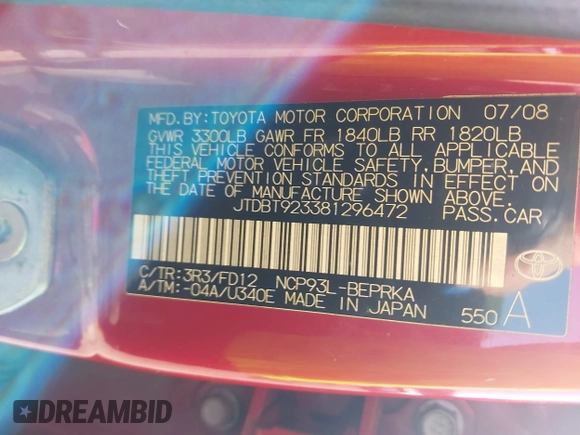 MFD. BY: TOYOTA MOTOR CORPORATION 07/08
GVWR 3300LB GAWR FR 1840LB RR 1820LB
THIS VEHICLE CONFORMS TO ALL APPLICABLE
FEDERAL MOTOR VEHICLE SAFETY, BUMPER, AND
THEFT PREVENTION STANDARDS IN EFFECT ON
THE DATE OF MANUFACTURE SHOWN ABOVE.
JTDBT923381296472 PASS. CAR
C/TR: 3R3/FD12 NCP93L-BEPRKA
A/TM: -04A/U340E MADE IN JAPAN
550 A
DREAMBID